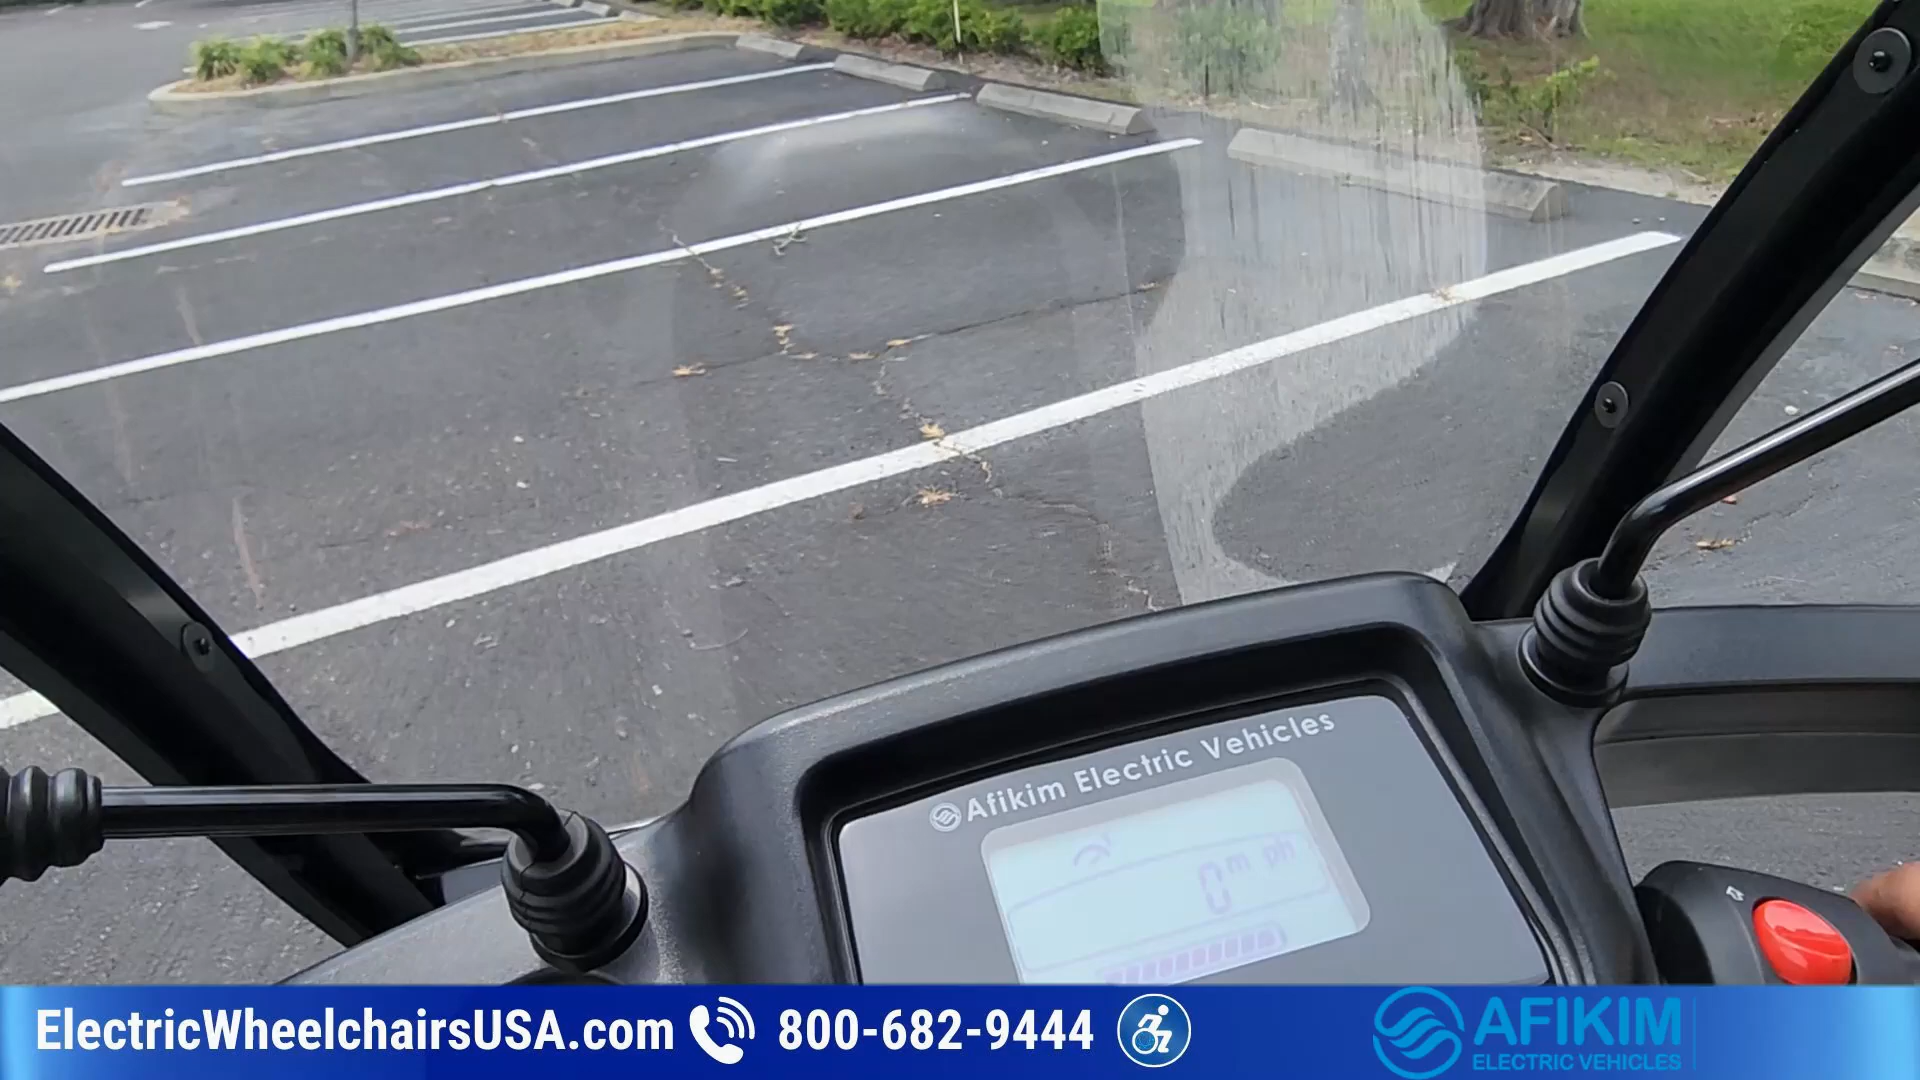 Afikim Electric Vehicles
0 mph
ElectricWheelchairsUSA.com 800-682-9444
AFIKIM
ELECTRIC VEHICLES